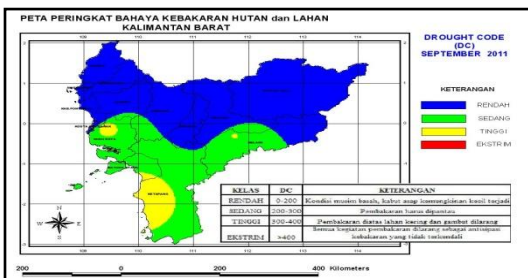 PETA PERINGKAT BAHAYA KEBAKARAN HUTAN dan LAHAN
KALIMANTAN BARAT
DROUGHT CODE
(DC)
SEPTEMBER 2011
KETERANGAN
RENDAH
SEDANG
TINGGI
EKSTRIM
KETAPANG
N
W E
S
KELAS DC KETERANGAN
RENDAH 0-200 Kondisi musim basah, kabut asap kemungkinan kecil terjadi
SEDANG 200-300 Pembakaran harus dipantau
TINGGI 300-400 Pembakaran diatas lahan kering dan gambut dilarang
EKSTRIM >400 Semua kegiatan pembakaran dilarang sebagai antisipasi
kebakaran yang tidak terkendali
200 0 200 400 Kilometers